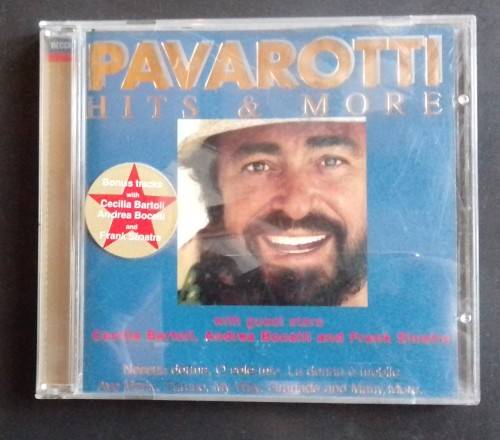 DECCA
PAVAROTTI
HITS & MORE
Bonus tracks
with
Cecilia Bartoli
Andrea Bocelli
and
Frank Sinatra
with guest stars
Cecilia Bartoli, Andrea Bocelli and Frank Sinatra
Nessun dorma, O sole mio, La donna è mobile
Ave Maria, Caruso, My Way, Granada and Many More.